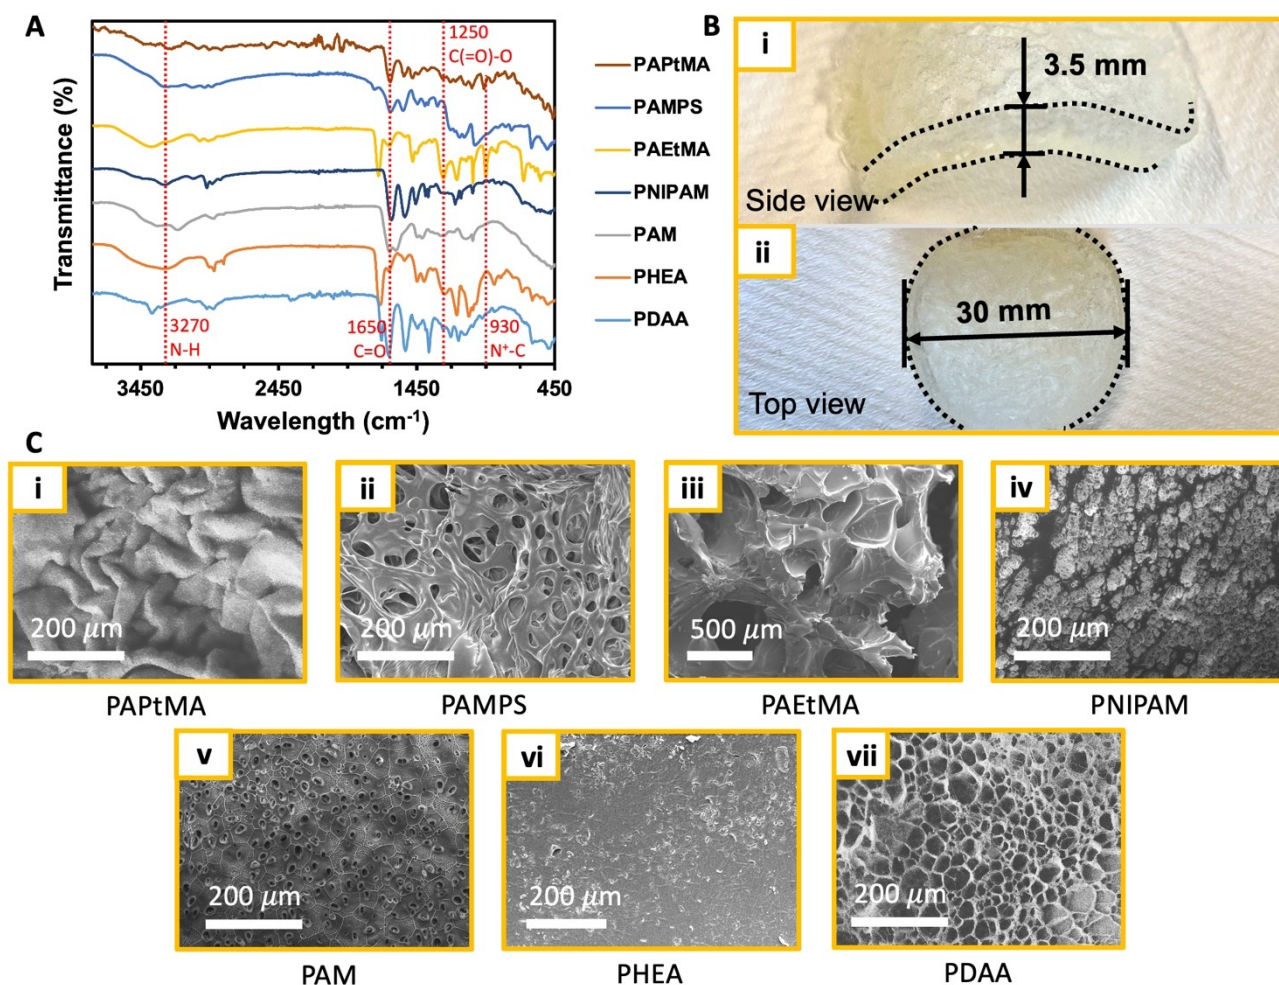 A
Transmittance (%)
1250
C(=O)-O
3270
N-H
1650
C=O
930
N⁺-C
3450
2450
1450
450
Wavelength (cm⁻¹)
PAPtMA
PAMPS
PAEtMA
PNIPAM
PAM
PHEA
PDAA
B
i
3.5 mm
Side view
ii
30 mm
Top view
C
i
200 μm
PAPtMA
ii
200 μm
PAMPS
iii
500 μm
PAEtMA
iv
200 μm
PNIPAM
v
200 μm
PAM
vi
200 μm
PHEA
vii
200 μm
PDAA